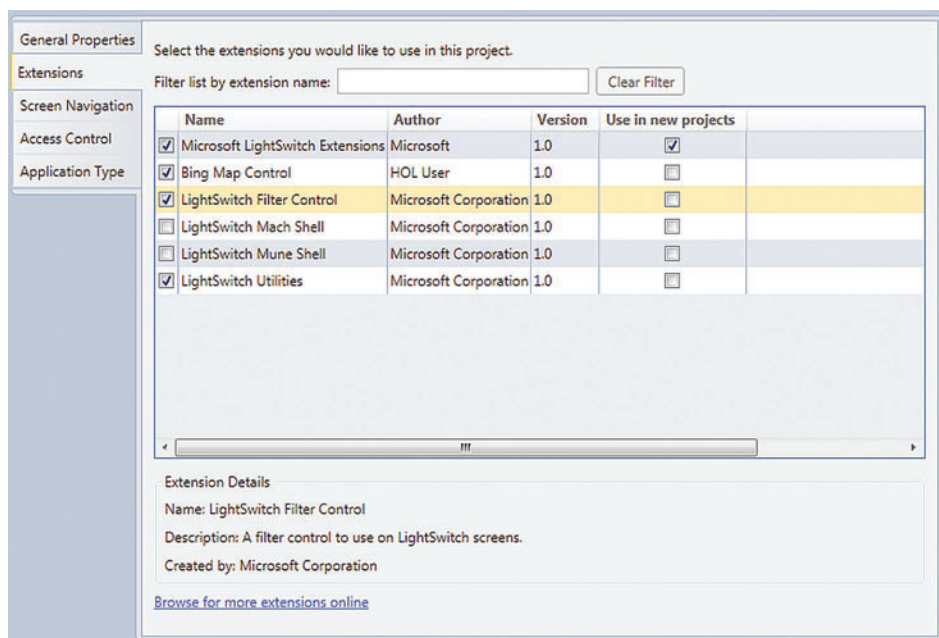 General Properties
Extensions
Screen Navigation
Access Control
Application Type
Select the extensions you would like to use in this project.
Filter list by extension name: Clear Filter
Name Author Version Use in new projects
Microsoft LightSwitch Extensions Microsoft 1.0
Bing Map Control HOL User 1.0
LightSwitch Filter Control Microsoft Corporation 1.0
LightSwitch Mach Shell Microsoft Corporation 1.0
LightSwitch Mune Shell Microsoft Corporation 1.0
LightSwitch Utilities Microsoft Corporation 1.0
Extension Details
Name: LightSwitch Filter Control
Description: A filter control to use on LightSwitch screens.
Created by: Microsoft Corporation
Browse for more extensions online